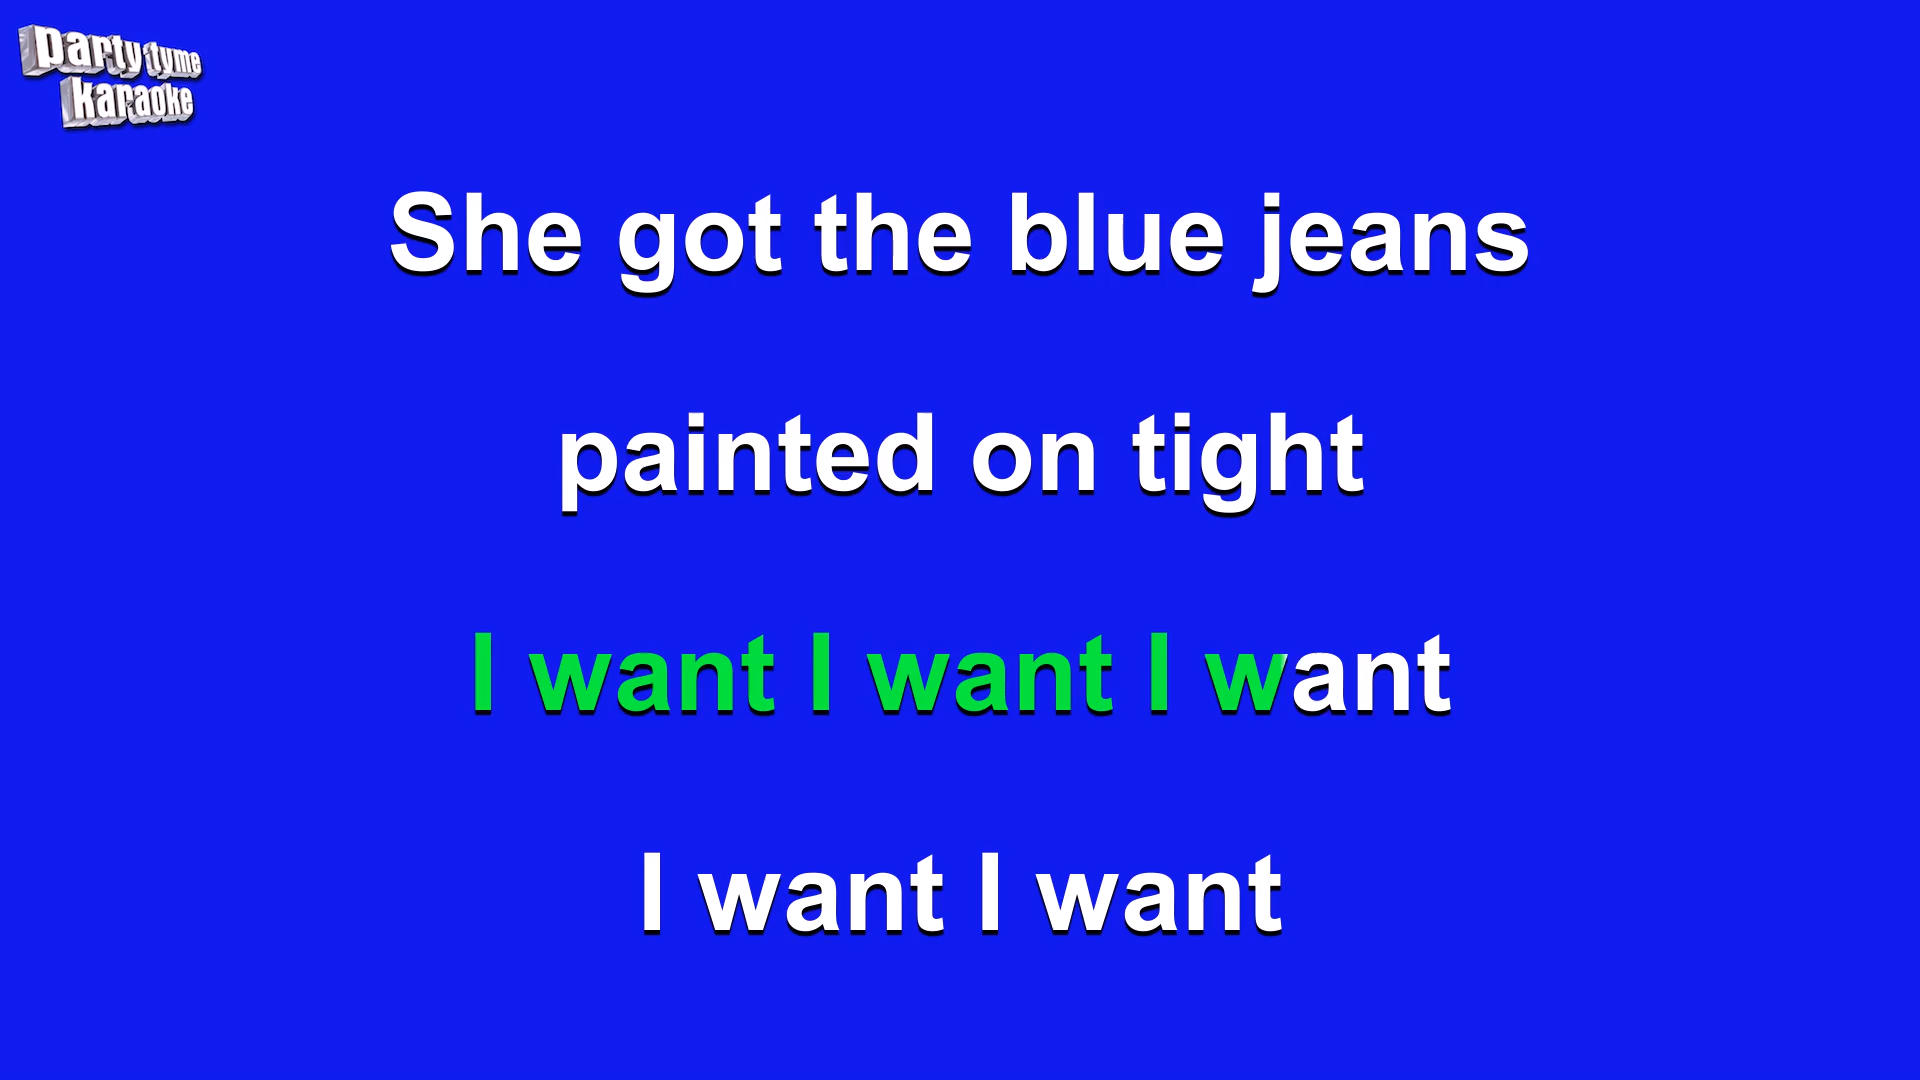 party tyme
karaoke
She got the blue jeans
painted on tight
I want I want I want
I want I want